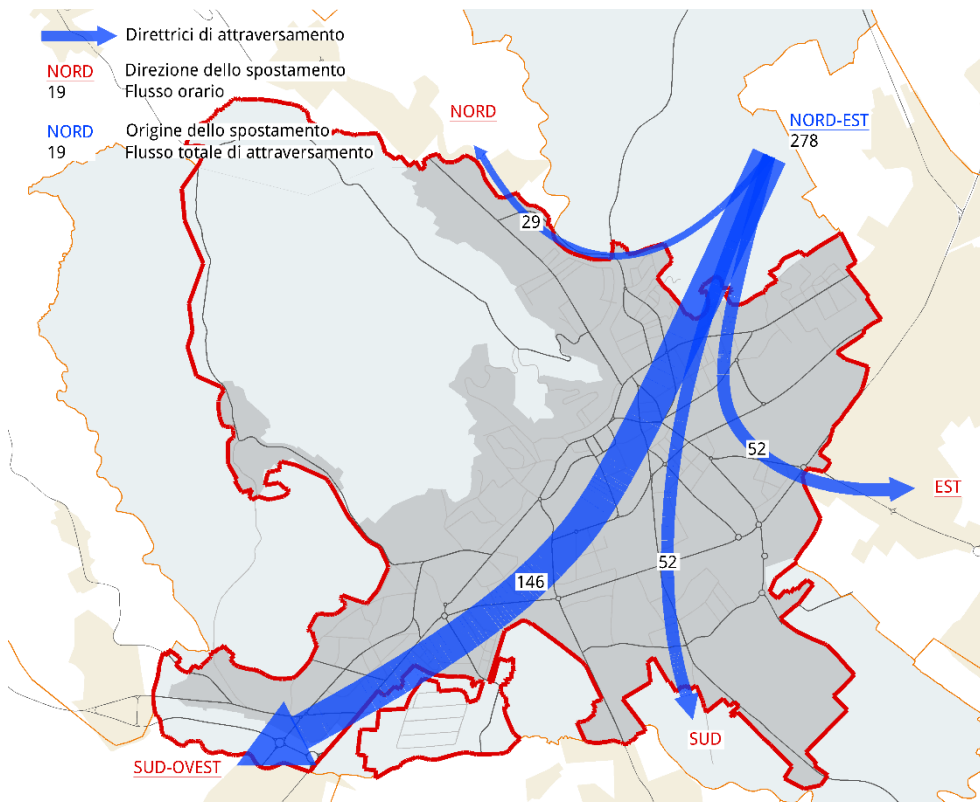 Direttrici di attraversamento
NORD Direzione dello spostamento
19 Flusso orario
NORD Origine dello spostamento
19 Flusso totale di attraversamento
NORD
NORD-EST
278
29
52
EST
52
146
SUD
SUD-OVEST